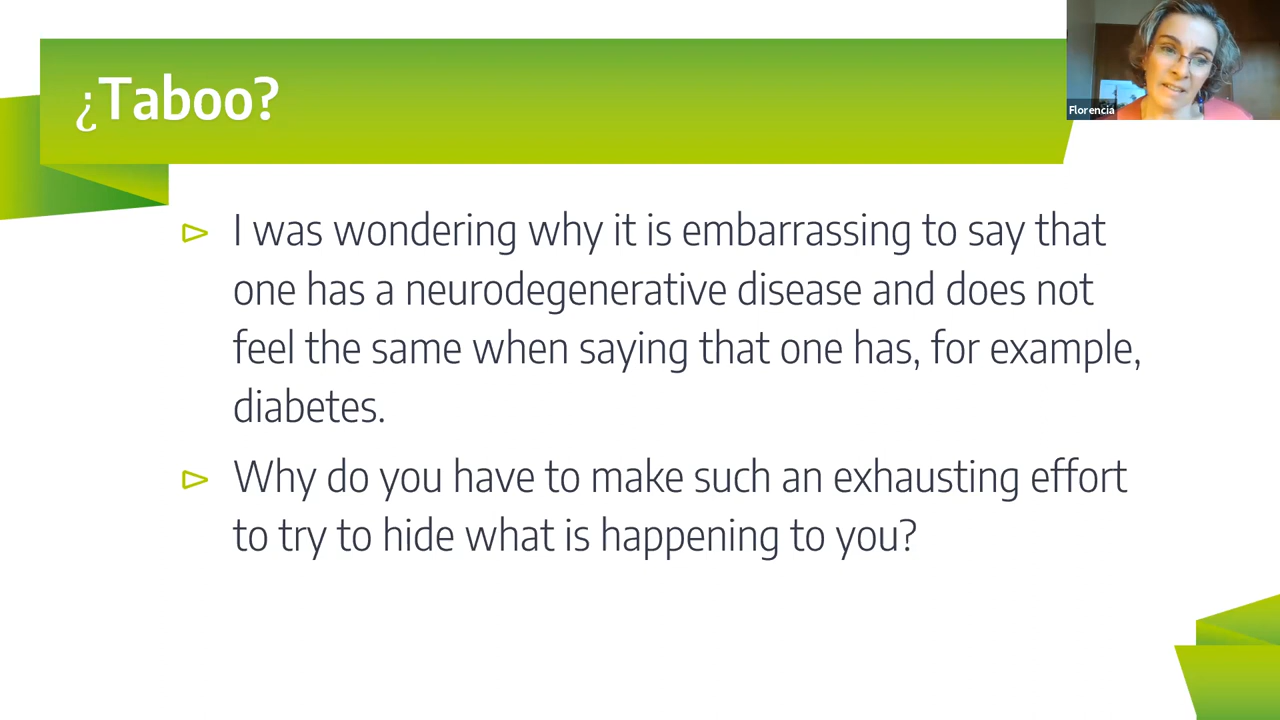 ¿Taboo?
Florencia
▻ I was wondering why it is embarrassing to say that
one has a neurodegenerative disease and does not
feel the same when saying that one has, for example,
diabetes.
▻ Why do you have to make such an exhausting effort
to try to hide what is happening to you?